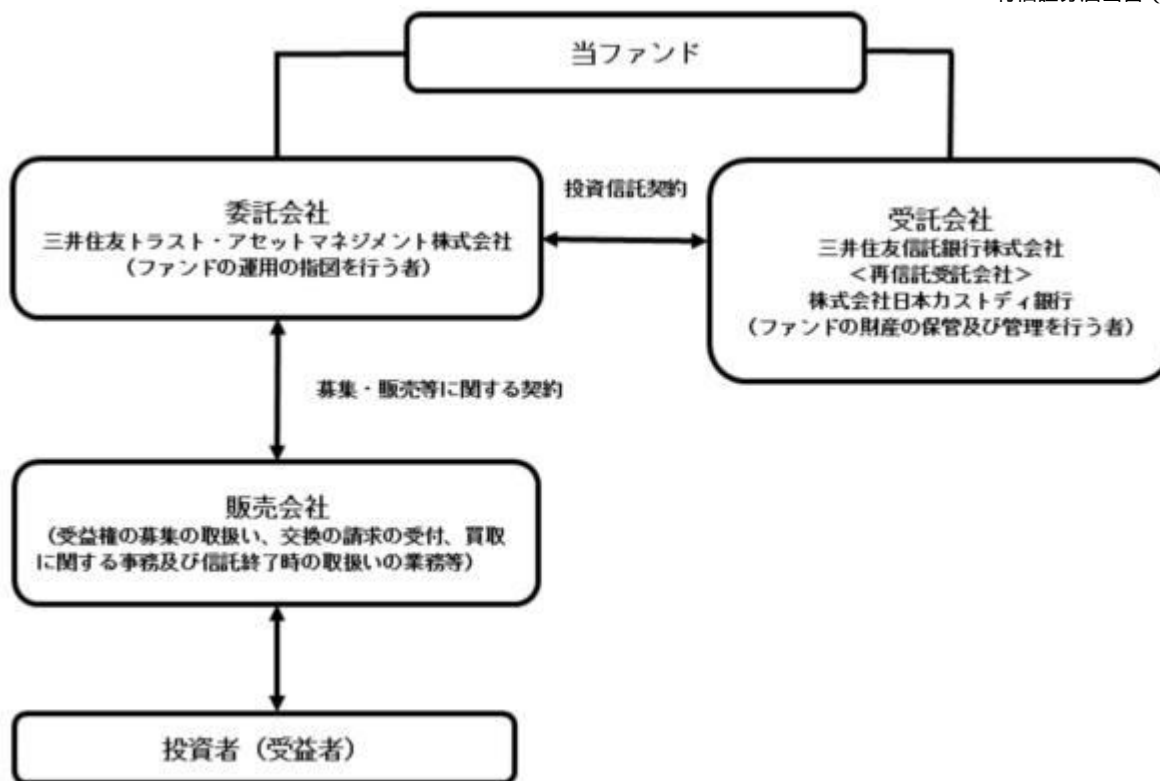 当ファンド
委託会社
三井住友トラスト・アセットマネジメント株式会社
（ファンドの運用の指図を行う者）
投資信託契約
受託会社
三井住友信託銀行株式会社
＜再信託受託会社＞
株式会社日本カストディ銀行
（ファンドの財産の保管及び管理を行う者）
募集・販売等に関する契約
販売会社
（受益権の募集の取扱い、交換の請求の受付、買取
に関する事務及び信託終了時の取扱いの業務等）
投資者（受益者）